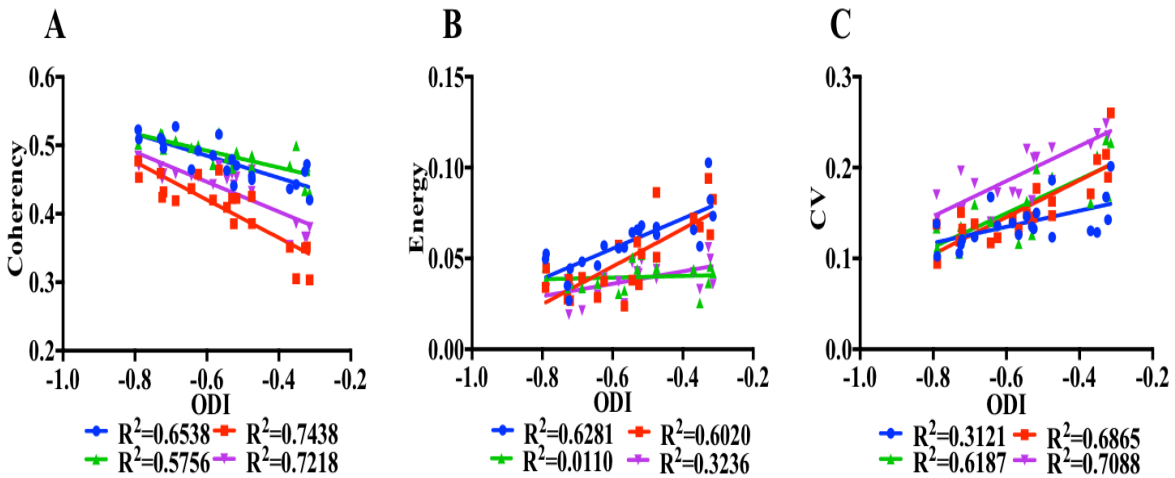 A
B
C
Coherency
0.6
0.5
0.4
0.3
0.2
-1.0 -0.8 -0.6 -0.4 -0.2
ODI
R²=0.6538 R²=0.7438
R²=0.5756 R²=0.7218
Energy
0.15
0.10
0.05
0.00
-1.0 -0.8 -0.6 -0.4 -0.2
ODI
R²=0.6281 R²=0.6020
R²=0.0110 R²=0.3236
CV
0.3
0.2
0.1
0.0
-1.0 -0.8 -0.6 -0.4 -0.2
ODI
R²=0.3121 R²=0.6865
R²=0.6187 R²=0.7088